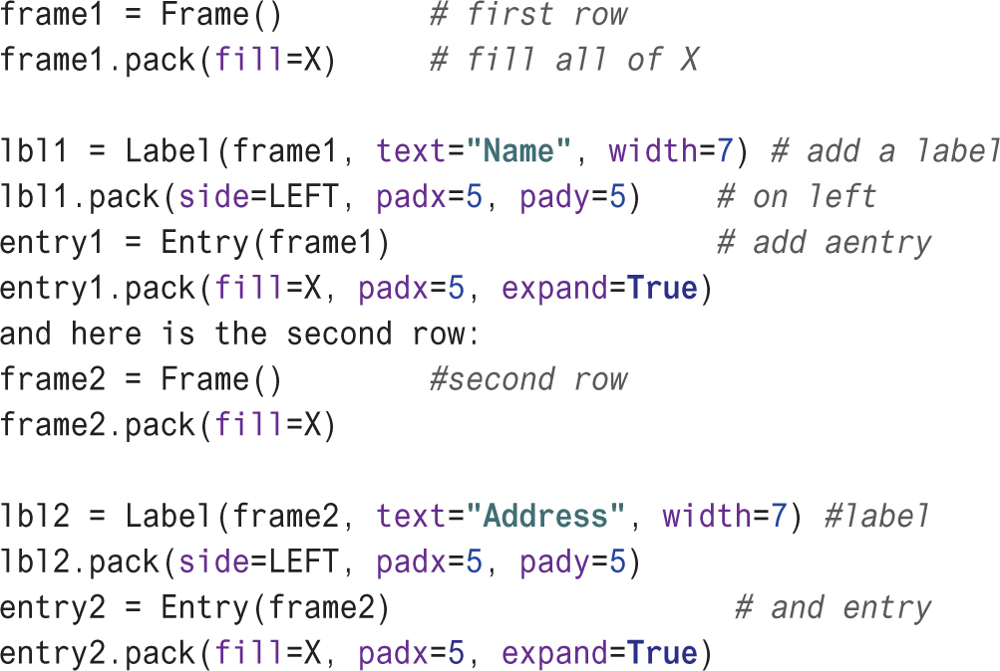 frame1 = Frame()        # first row
frame1.pack(fill=X)     # fill all of X
lbl1 = Label(frame1, text="Name", width=7) # add a label
lbl1.pack(side=LEFT, padx=5, pady=5)    # on left
entry1 = Entry(frame1)                  # add aentry
entry1.pack(fill=X, padx=5, expand=True)
and here is the second row:
frame2 = Frame()        #second row
frame2.pack(fill=X)
lbl2 = Label(frame2, text="Address", width=7) #label
lbl2.pack(side=LEFT, padx=5, pady=5)
entry2 = Entry(frame2)                   # and entry
entry2.pack(fill=X, padx=5, expand=True)